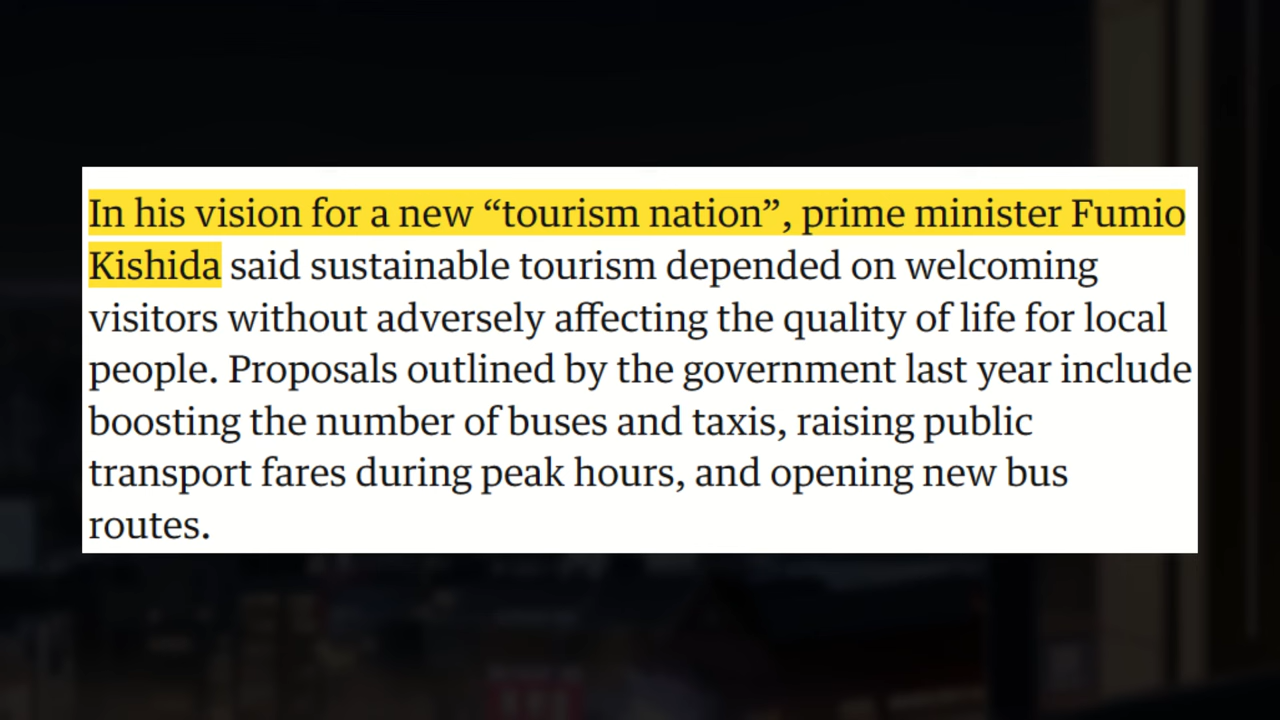 In his vision for a new “tourism nation”, prime minister Fumio
Kishida said sustainable tourism depended on welcoming
visitors without adversely affecting the quality of life for local
people. Proposals outlined by the government last year include
boosting the number of buses and taxis, raising public
transport fares during peak hours, and opening new bus
routes.